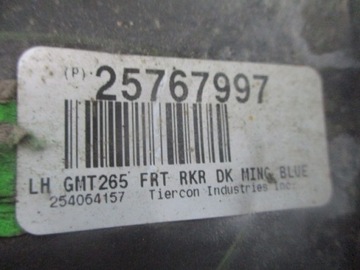 (P) 25767997
LH GMT265 FRT RKR DK MING BLUE
254064157 Tiercon Industries Inc.